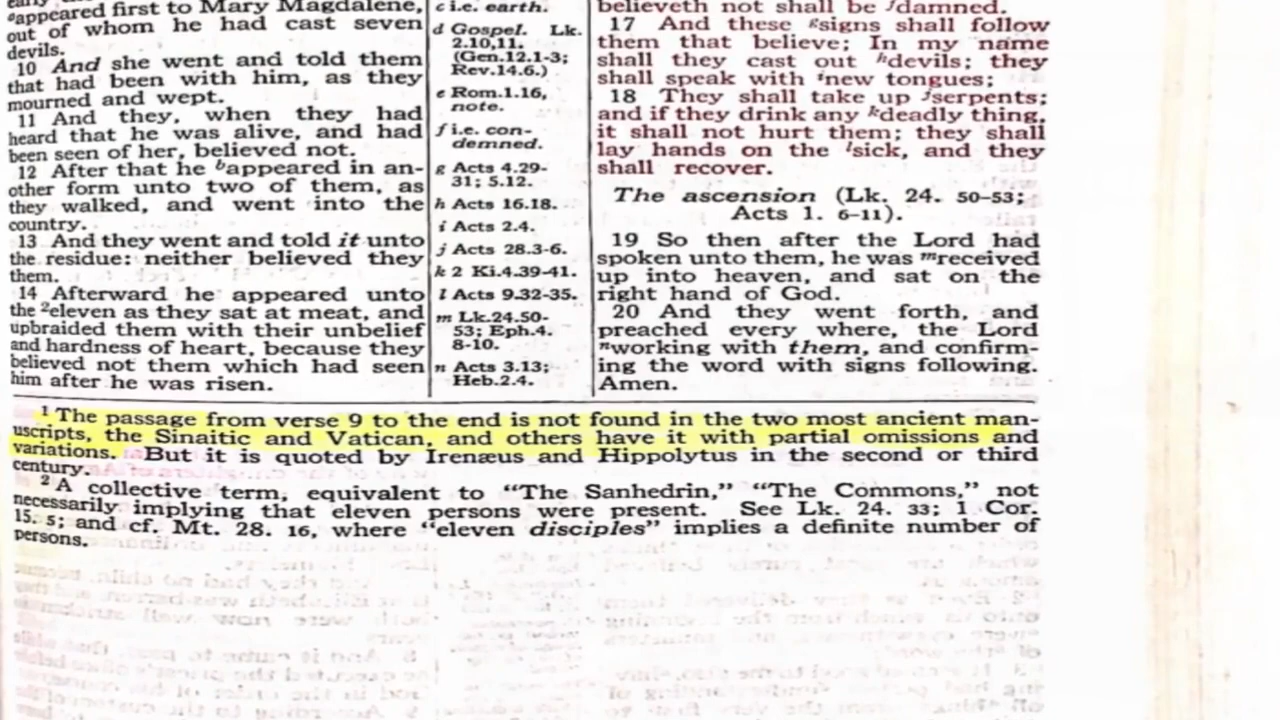 appeared first to Mary Magdalene,
out of whom he had cast seven
devils.
10 And she went and told them
that had been with him, as they
mourned and wept.
11 And they, when they had
heard that he was alive, and had
been seen of her, believed not.
12 After that he bappeared in an-
other form unto two of them, as
they walked, and went into the
country.
13 And they went and told it unto
the residue: neither believed they
them.
14 Afterward he appeared unto
the 2eleven as they sat at meat, and
upbraided them with their unbelief
and hardness of heart, because they
believed not them which had seen
him after he was risen.
c i.e. earth.
d Gospel. Lk.
2.10,11.
(Gen.12.1-3;
Rev.14.6.)
e Rom.1.16,
note.
f i.e. con-
demned.
g Acts 4.29-
31; 5.12.
h Acts 16.18.
i Acts 2.4.
j Acts 28.3-6.
k 2 Ki.4.39-41.
l Acts 9.32-35.
m Lk.24.50-
53; Eph.4.
8-10.
n Acts 3.13;
Heb.2.4.
believeth not shall be fdamned.
17 And these gsigns shall follow
them that believe; In my name
shall they cast out hdevils; they
shall speak with inew tongues;
18 They shall take up jserpents;
and if they drink any kdeadly thing,
it shall not hurt them; they shall
lay hands on the lsick, and they
shall recover.
The ascension (Lk. 24. 50-53;
Acts 1. 6-11).
19 So then after the Lord had
spoken unto them, he was mreceived
up into heaven, and sat on the
right hand of God.
20 And they went forth, and
preached every where, the Lord
nworking with them, and confirm-
ing the word with signs following.
Amen.
1 The passage from verse 9 to the end is not found in the two most ancient man-
uscripts, the Sinaitic and Vatican, and others have it with partial omissions and
variations. But it is quoted by Irenæus and Hippolytus in the second or third
century.
2 A collective term, equivalent to “The Sanhedrin,” “The Commons,” not
necessarily implying that eleven persons were present. See Lk. 24. 33; 1 Cor.
15. 5; and cf. Mt. 28. 16, where “eleven disciples” implies a definite number of
persons.